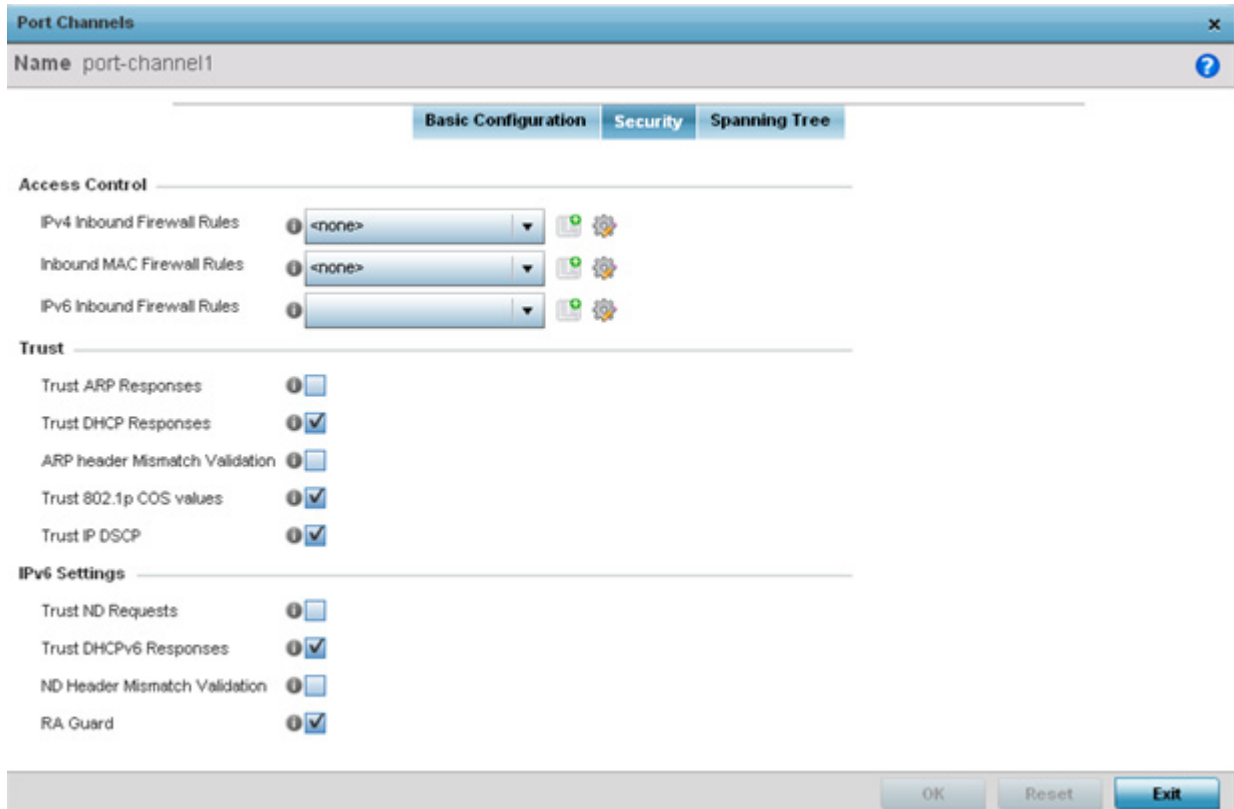 Port Channels
Name port-channel1
Basic Configuration Security Spanning Tree
Access Control
IPv4 Inbound Firewall Rules <none>
Inbound MAC Firewall Rules <none>
IPv6 Inbound Firewall Rules
Trust
Trust ARP Responses
Trust DHCP Responses
ARP header Mismatch Validation
Trust 802.1p COS values
Trust IP DSCP
IPv6 Settings
Trust ND Requests
Trust DHCPv6 Responses
ND Header Mismatch Validation
RA Guard
OK Reset Exit